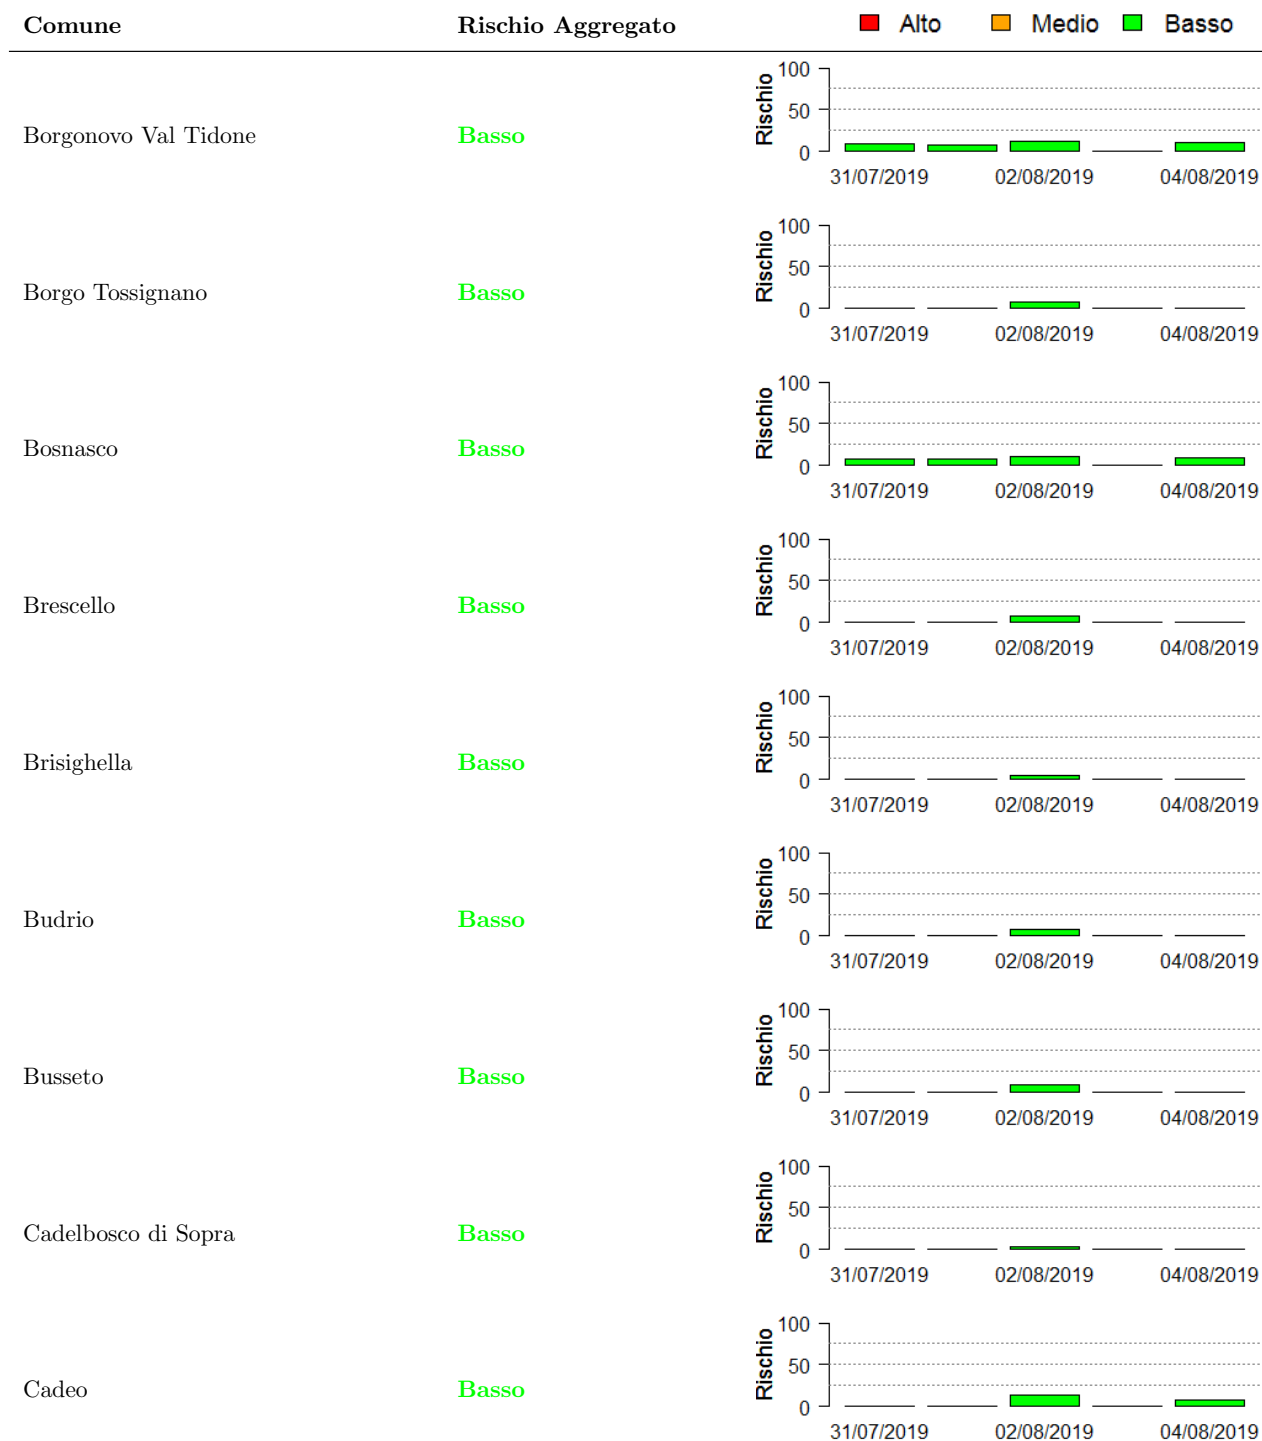 Comune Rischio Aggregato Alto Medio Basso
Borgonovo Val Tidone Basso
Rischio
100
50
0
31/07/2019 02/08/2019 04/08/2019
Borgo Tossignano Basso
Rischio
100
50
0
31/07/2019 02/08/2019 04/08/2019
Bosnasco Basso
Rischio
100
50
0
31/07/2019 02/08/2019 04/08/2019
Brescello Basso
Rischio
100
50
0
31/07/2019 02/08/2019 04/08/2019
Brisighella Basso
Rischio
100
50
0
31/07/2019 02/08/2019 04/08/2019
Budrio Basso
Rischio
100
50
0
31/07/2019 02/08/2019 04/08/2019
Busseto Basso
Rischio
100
50
0
31/07/2019 02/08/2019 04/08/2019
Cadelbosco di Sopra Basso
Rischio
100
50
0
31/07/2019 02/08/2019 04/08/2019
Cadeo Basso
Rischio
100
50
0
31/07/2019 02/08/2019 04/08/2019